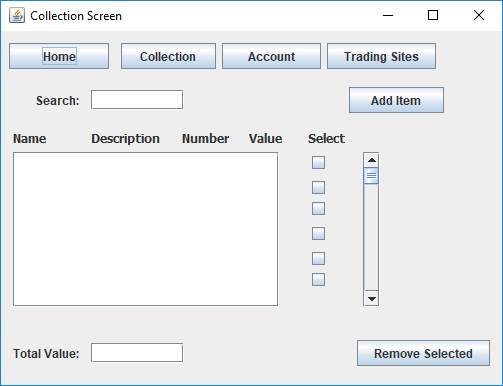 Collection Screen
Home Collection Account Trading Sites
Search: Add Item
Name Description Number Value Select
Total Value: Remove Selected